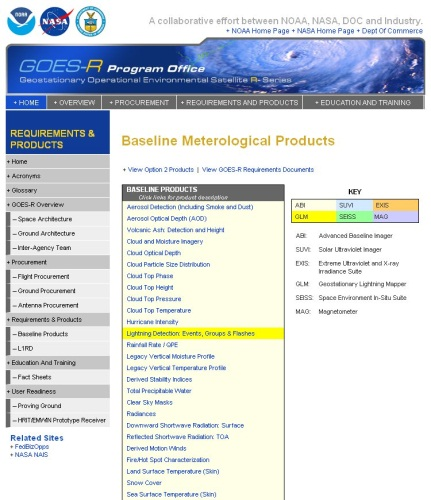 NASA
A collaborative effort between NOAA, NASA, DOC and industry.
+ NOAA Home Page + NASA Home Page + Dept Of Commerce
GOES-R Program Office
Geostationary Operational Environmental Satellite R-Series
+ HOME + OVERVIEW + PROCUREMENT + REQUIREMENTS AND PRODUCTS + EDUCATION AND TRAINING
REQUIREMENTS &
PRODUCTS
+ Home
+ Acronyms
+ Glossary
+ GOES-R Overview
– Space Architecture
– Ground Architecture
– Inter-Agency Team
+ Procurement
– Flight Procurement
– Ground Procurement
– Antenna Procurement
+ Requirements & Products
– Baseline Products
– L1RD
+ Education And Training
– Fact Sheets
+ User Readiness
– Proving Ground
– HRIT/EMWIN Prototype Receiver
Related Sites
+ FedBizOpps
+ NASA NAIS
Baseline Meterological Products
+ View Option 2 Products | View GOES-R Requirements Documents
BASELINE PRODUCTS
Click links for product description
Aerosol Detection (Including Smoke and Dust)
Aerosol Optical Depth (AOD)
Volcanic Ash: Detection and Height
Cloud and Moisture Imagery
Cloud Optical Depth
Cloud Particle Size Distribution
Cloud Top Phase
Cloud Top Height
Cloud Top Pressure
Cloud Top Temperature
Hurricane Intensity
Lightning Detection: Events, Groups & Flashes
Rainfall Rate / QPE
Legacy Vertical Moisture Profile
Legacy Vertical Temperature Profile
Derived Stability Indices
Total Precipitable Water
Clear Sky Masks
Radiances
Downward Shortwave Radiation: Surface
Reflected Shortwave Radiation: TOA
Derived Motion Winds
Fire/Hot Spot Characterization
Land Surface Temperature (Skin)
Snow Cover
Sea Surface Temperature (Skin)
KEY
ABI SUVI EXIS
GLM SEISS MAG
ABI: Advanced Baseline Imager
SUVI: Solar Ultraviolet Imager
EXIS: Extreme Ultraviolet and X-ray
Irradiance Suite
GLM: Geostationary Lightning Mapper
SEISS: Space Environment In-Situ Suite
MAG: Magnetometer